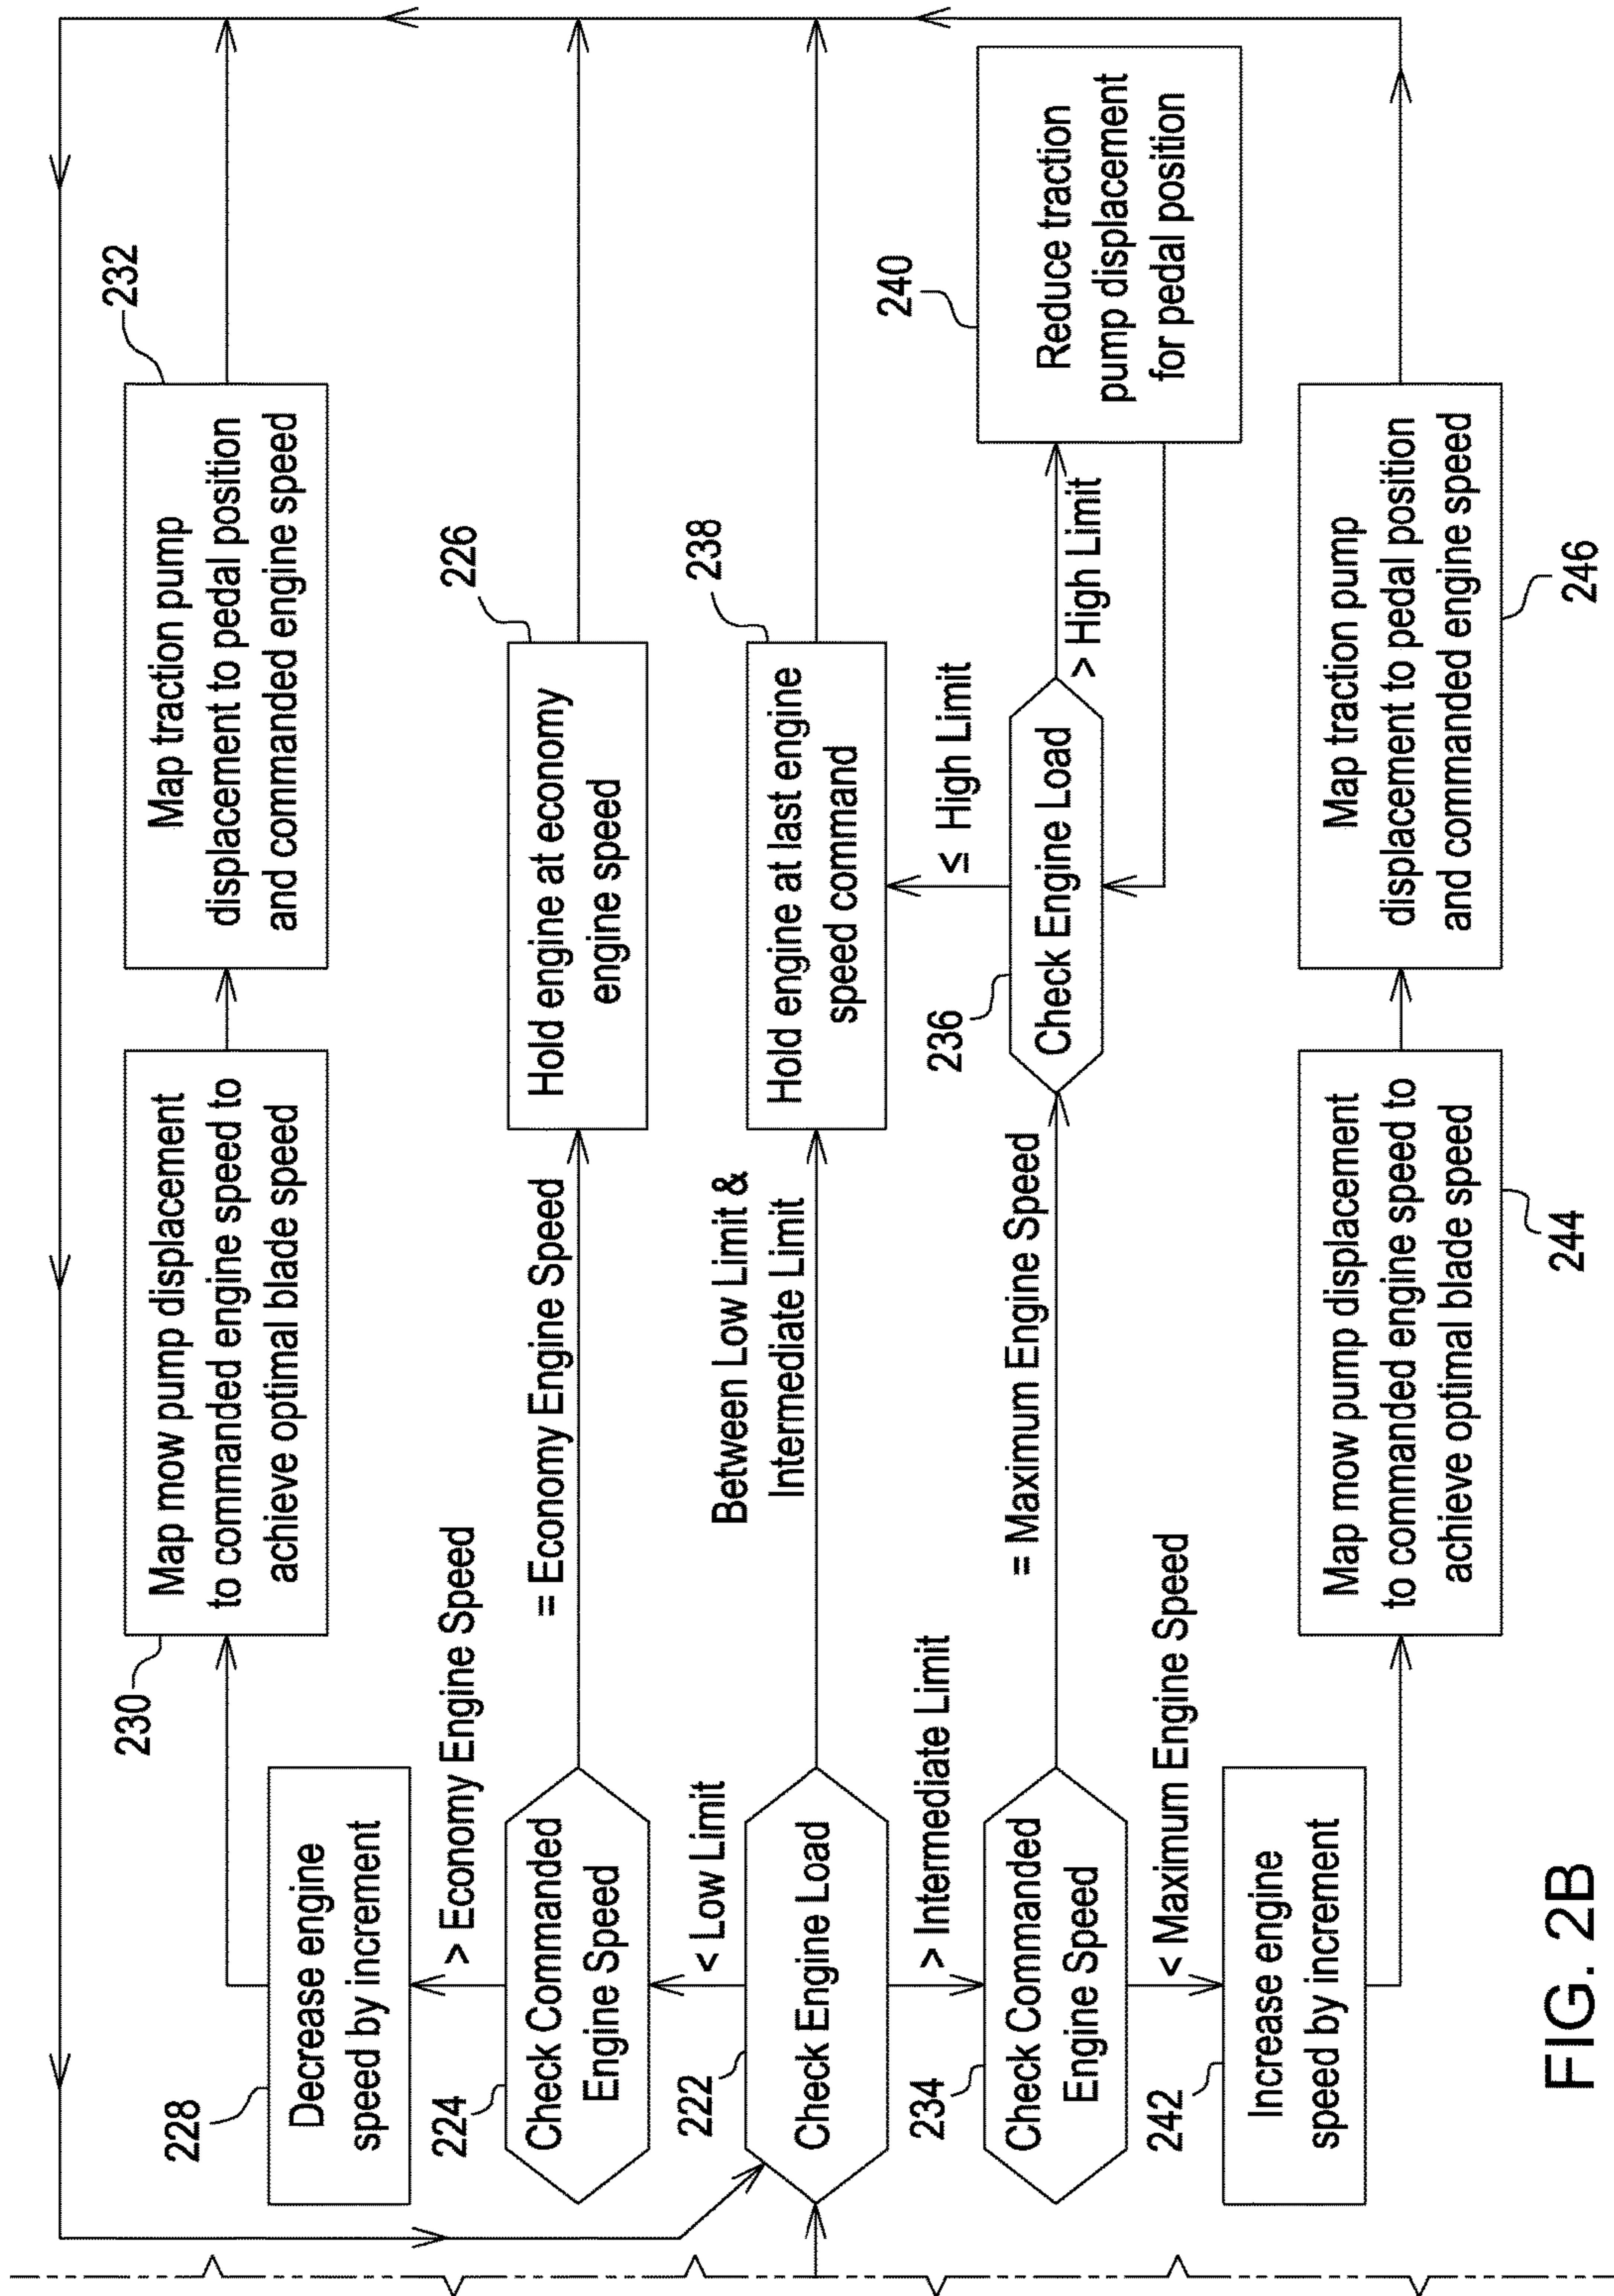 228
Decrease engine
speed by increment
230
Map mow pump displacement
to commanded engine speed to
achieve optimal blade speed
232
Map traction pump
displacement to pedal position
and commanded engine speed
> Economy Engine Speed
224
Check Commanded
Engine Speed
= Economy Engine Speed
226
Hold engine at economy
engine speed
< Low Limit
222
Check Engine Load
Between Low Limit &
Intermediate Limit
238
Hold engine at last engine
speed command
> Intermediate Limit
≤ High Limit
234
Check Commanded
Engine Speed
= Maximum Engine Speed
236
Check Engine Load
> High Limit
240
Reduce traction
pump displacement
for pedal position
< Maximum Engine Speed
242
Increase engine
speed by increment
Map mow pump displacement
to commanded engine speed to
achieve optimal blade speed
244
Map traction pump
displacement to pedal position
and commanded engine speed
246
FIG. 2B